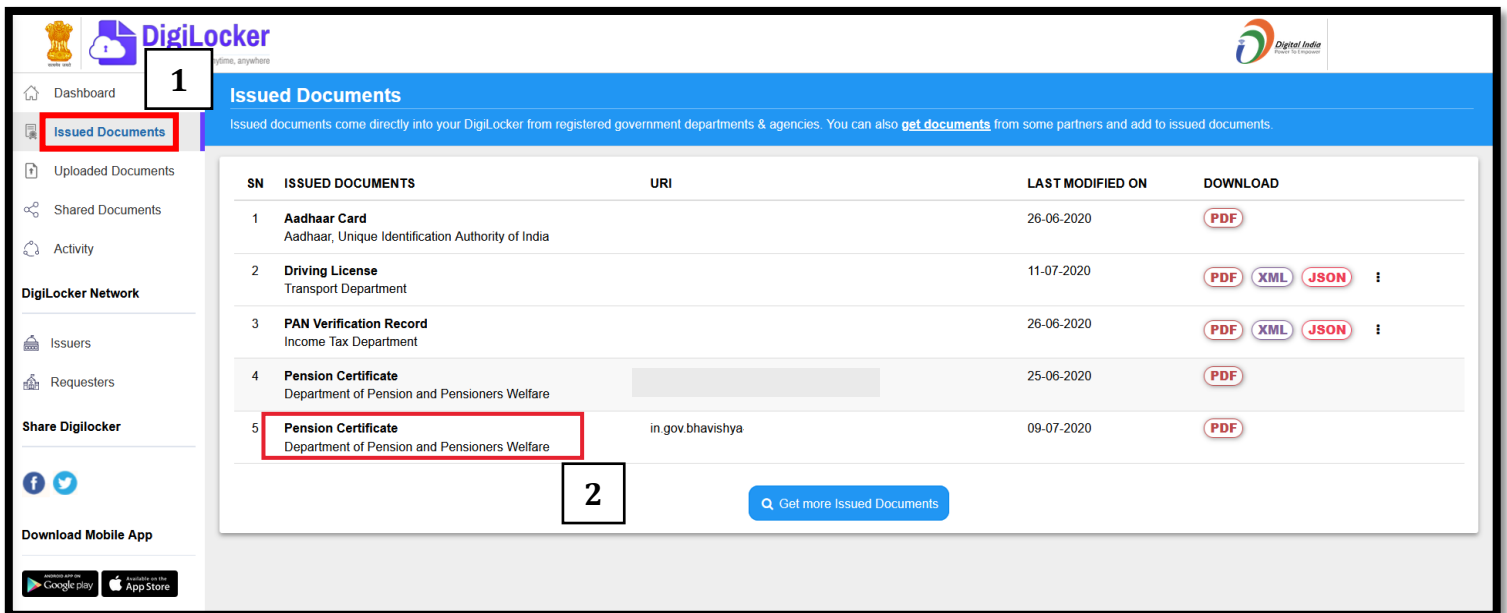 DigiLocker
ytime, anywhere
Digital India
Power To Empower
1
Dashboard
Issued Documents
Uploaded Documents
Shared Documents
Activity
DigiLocker Network
Issuers
Requesters
Share Digilocker
Download Mobile App
ANDROID APP ON
Google play
Available on the
App Store
Issued Documents
Issued documents come directly into your DigiLocker from registered government departments & agencies. You can also get documents from some partners and add to issued documents.
SN ISSUED DOCUMENTS URI LAST MODIFIED ON DOWNLOAD
1 Aadhaar Card 26-06-2020 PDF
Aadhaar, Unique Identification Authority of India
2 Driving License 11-07-2020 PDF XML JSON
Transport Department
3 PAN Verification Record 26-06-2020 PDF XML JSON
Income Tax Department
4 Pension Certificate 25-06-2020 PDF
Department of Pension and Pensioners Welfare
5 Pension Certificate in.gov.bhavishya 09-07-2020 PDF
Department of Pension and Pensioners Welfare
2
Get more Issued Documents